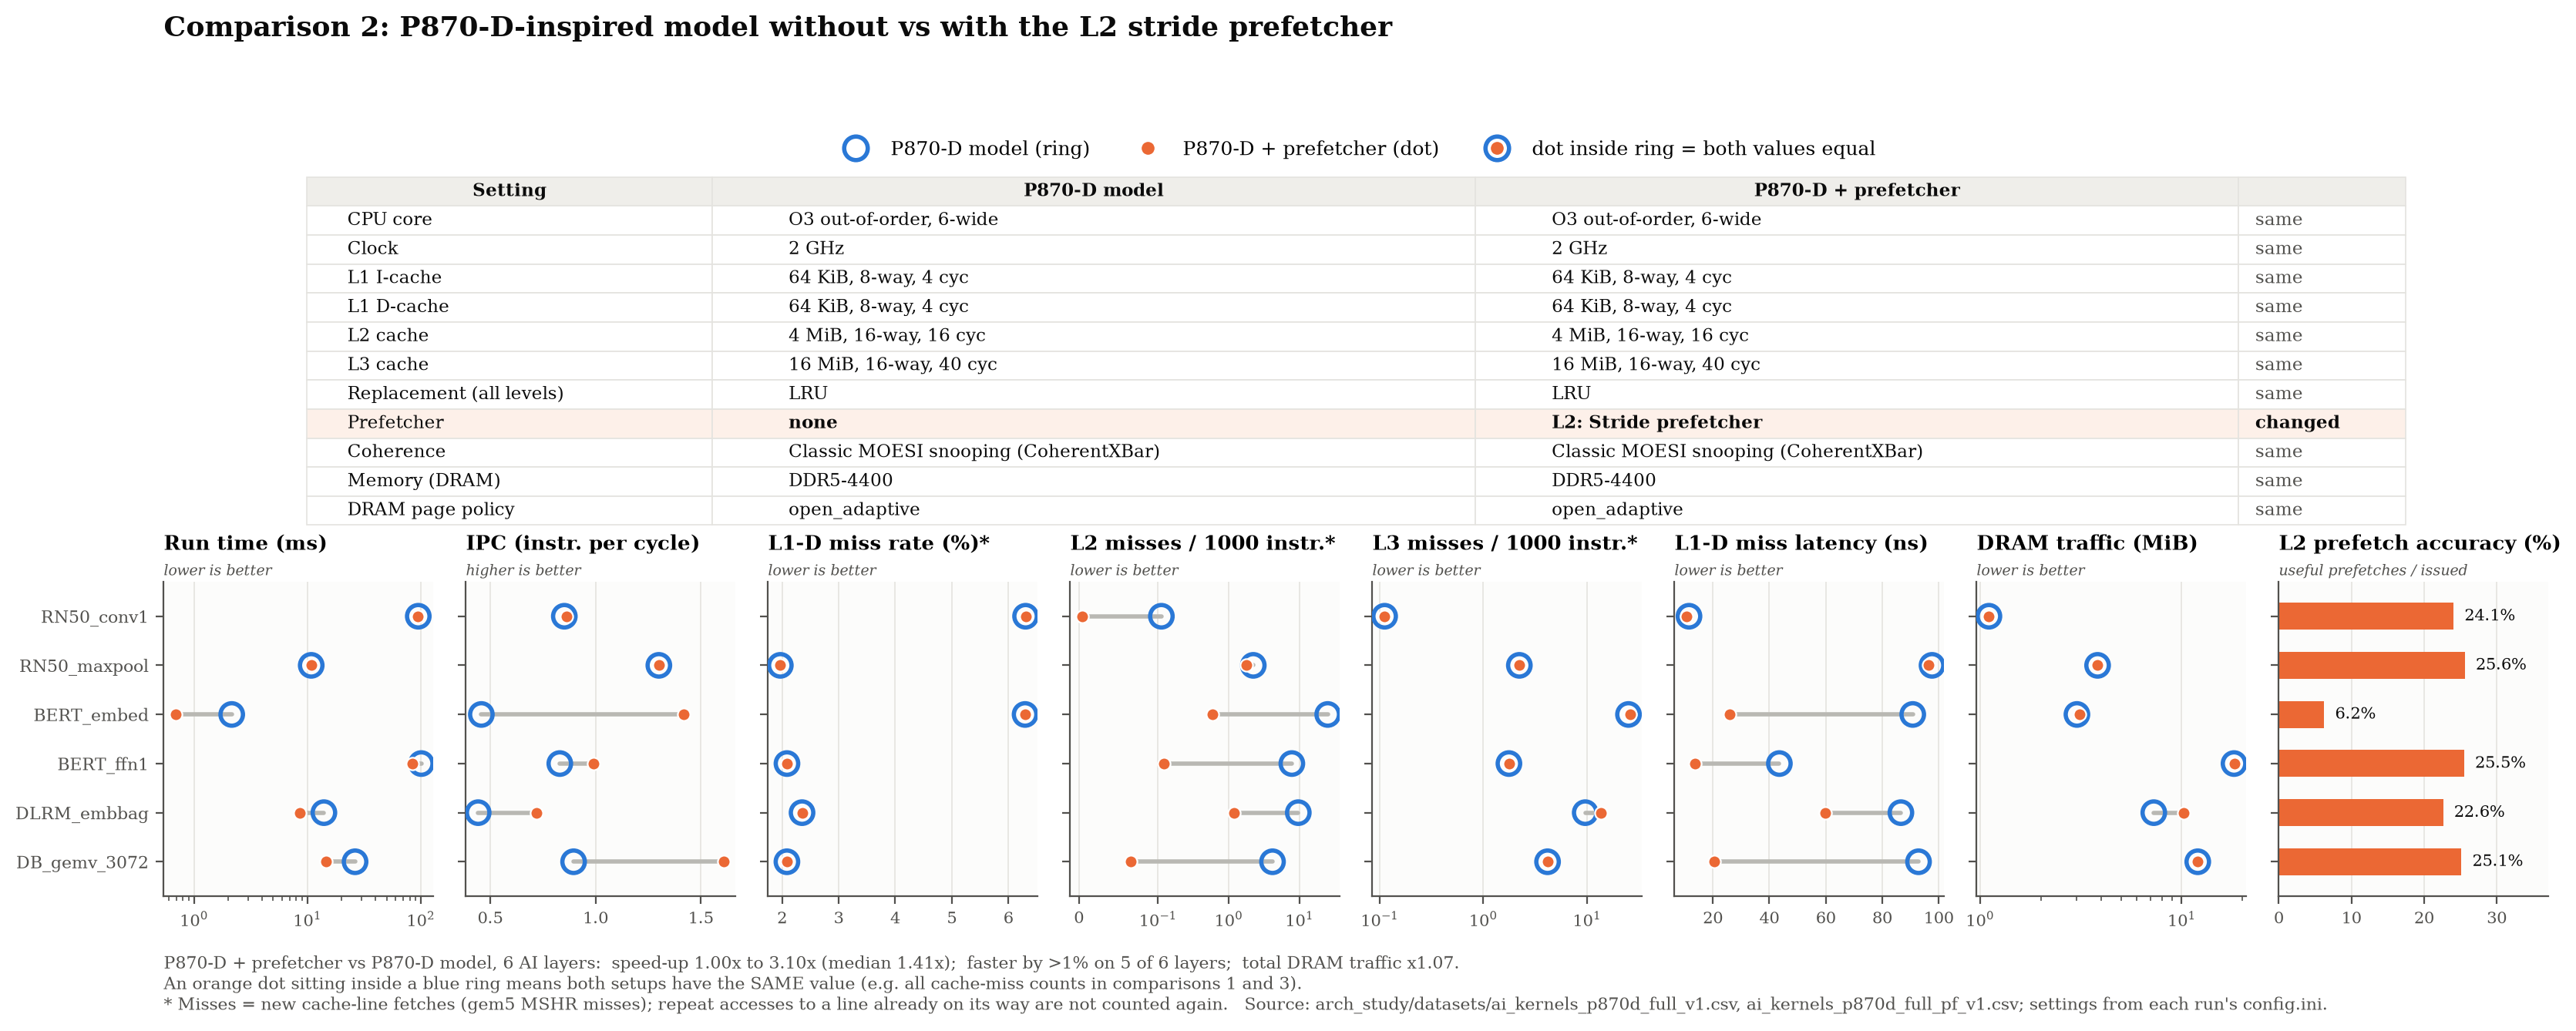 Comparison 2: P870-D-inspired model without vs with the L2 stride prefetcher
P870-D model (ring) P870-D + prefetcher (dot) dot inside ring = both values equal
Setting P870-D model P870-D + prefetcher
CPU core O3 out-of-order, 6-wide O3 out-of-order, 6-wide same
Clock 2 GHz 2 GHz same
L1 I-cache 64 KiB, 8-way, 4 cyc 64 KiB, 8-way, 4 cyc same
L1 D-cache 64 KiB, 8-way, 4 cyc 64 KiB, 8-way, 4 cyc same
L2 cache 4 MiB, 16-way, 16 cyc 4 MiB, 16-way, 16 cyc same
L3 cache 16 MiB, 16-way, 40 cyc 16 MiB, 16-way, 40 cyc same
Replacement (all levels) LRU LRU same
Prefetcher none L2: Stride prefetcher changed
Coherence Classic MOESI snooping (CoherentXBar) Classic MOESI snooping (CoherentXBar) same
Memory (DRAM) DDR5-4400 DDR5-4400 same
DRAM page policy open_adaptive open_adaptive same
Run time (ms) IPC (instr. per cycle) L1-D miss rate (%)* L2 misses / 1000 instr.* L3 misses / 1000 instr.* L1-D miss latency (ns) DRAM traffic (MiB) L2 prefetch accuracy (%)
lower is better higher is better lower is better lower is better lower is better lower is better lower is better useful prefetches / issued
RN50_conv1 24.1%
RN50_maxpool 25.6%
BERT_embed 6.2%
BERT_ffn1 25.5%
DLRM_embbag 22.6%
DB_gemv_3072 25.1%
10⁰ 10¹ 10² 0.5 1.0 1.5 2 3 4 5 6 0 10⁻¹ 10⁰ 10¹ 10⁻¹ 10⁰ 10¹ 20 40 60 80 100 10⁰ 10¹ 0 10 20 30
P870-D + prefetcher vs P870-D model, 6 AI layers: speed-up 1.00x to 3.10x (median 1.41x); faster by >1% on 5 of 6 layers; total DRAM traffic x1.07.
An orange dot sitting inside a blue ring means both setups have the SAME value (e.g. all cache-miss counts in comparisons 1 and 3).
* Misses = new cache-line fetches (gem5 MSHR misses); repeat accesses to a line already on its way are not counted again. Source: arch_study/datasets/ai_kernels_p870d_full_v1.csv, ai_kernels_p870d_full_pf_v1.csv; settings from each run's config.ini.